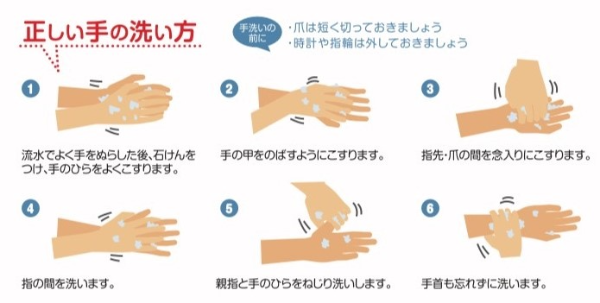 正しい手の洗い方
手洗いの
前に
・爪は短く切っておきましょう
・時計や指輪は外しておきましょう
1
流水でよく手をぬらした後、石けんを
つけ、手のひらをよくこすります。
2
手の甲をのばすようにこすります。
3
指先・爪の間を念入りにこすります。
4
指の間を洗います。
5
親指と手のひらをねじり洗いします。
6
手首も忘れずに洗います。